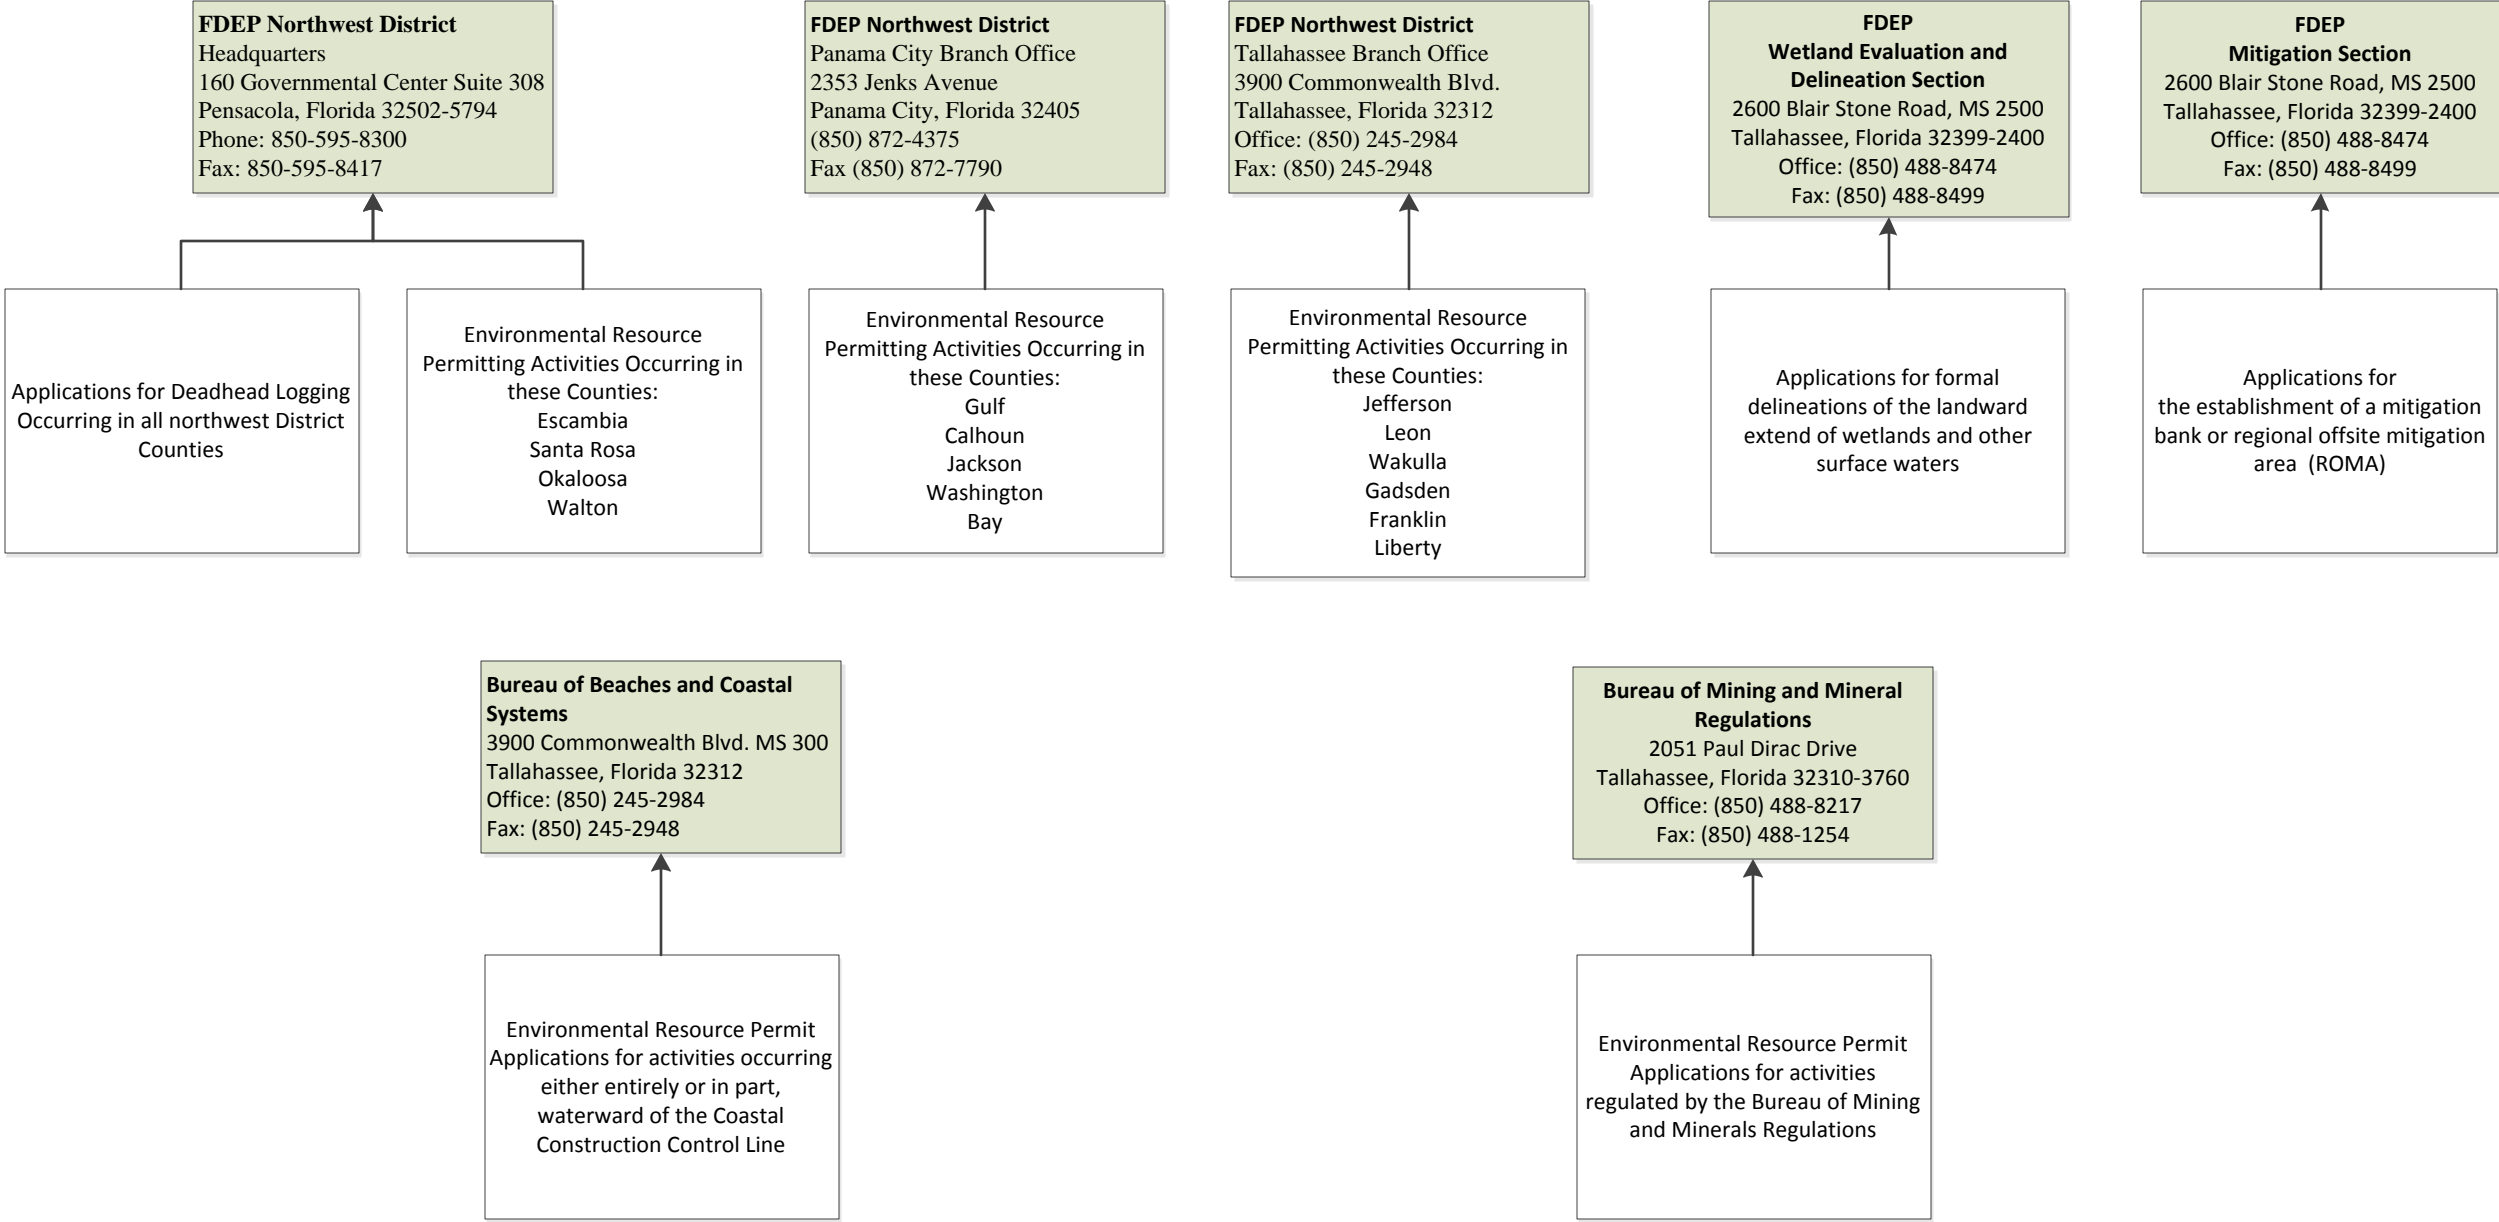 FDEP Northwest District
Headquarters
160 Governmental Center Suite 308
Pensacola, Florida 32502-5794
Phone: 850-595-8300
Fax: 850-595-8417
FDEP Northwest District
Panama City Branch Office
2353 Jenks Avenue
Panama City, Florida 32405
(850) 872-4375
Fax (850) 872-7790
FDEP Northwest District
Tallahassee Branch Office
3900 Commonwealth Blvd.
Tallahassee, Florida 32312
Office: (850) 245-2984
Fax: (850) 245-2948
FDEP
Wetland Evaluation and
Delineation Section
2600 Blair Stone Road, MS 2500
Tallahassee, Florida 32399-2400
Office: (850) 488-8474
Fax: (850) 488-8499
FDEP
Mitigation Section
2600 Blair Stone Road, MS 2500
Tallahassee, Florida 32399-2400
Office: (850) 488-8474
Fax: (850) 488-8499
Applications for Deadhead Logging
Occurring in all northwest District
Counties
Environmental Resource
Permitting Activities Occurring in
these Counties:
Escambia
Santa Rosa
Okaloosa
Walton
Environmental Resource
Permitting Activities Occurring in
these Counties:
Gulf
Calhoun
Jackson
Washington
Bay
Environmental Resource
Permitting Activities Occurring in
these Counties:
Jefferson
Leon
Wakulla
Gadsden
Franklin
Liberty
Applications for formal
delineations of the landward
extend of wetlands and other
surface waters
Applications for
the establishment of a mitigation
bank or regional offsite mitigation
area (ROMA)
Bureau of Beaches and Coastal
Systems
3900 Commonwealth Blvd. MS 300
Tallahassee, Florida 32312
Office: (850) 245-2984
Fax: (850) 245-2948
Bureau of Mining and Mineral
Regulations
2051 Paul Dirac Drive
Tallahassee, Florida 32310-3760
Office: (850) 488-8217
Fax: (850) 488-1254
Environmental Resource Permit
Applications for activities occurring
either entirely or in part,
waterward of the Coastal
Construction Control Line
Environmental Resource Permit
Applications for activities
regulated by the Bureau of Mining
and Minerals Regulations